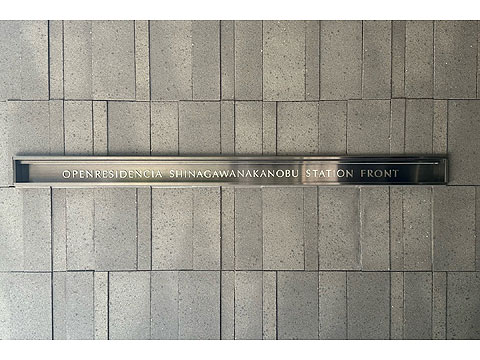 OPENRESIDENCIA SHINAGAWANAKANOBU STATION FRONT